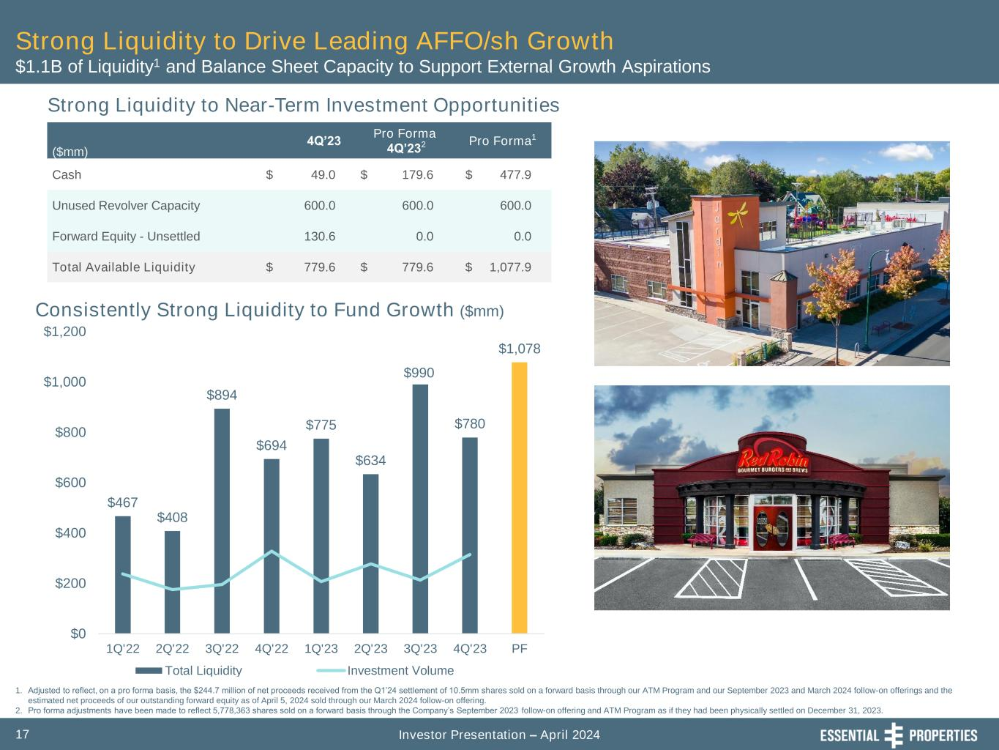 Strong Liquidity to Drive Leading AFFO/sh Growth
$1.1B of Liquidity1 and Balance Sheet Capacity to Support External Growth Aspirations
Strong Liquidity to Near-Term Investment Opportunities
($mm) 4Q’23 Pro Forma 4Q’232 Pro Forma1
Cash $ 49.0 $ 179.6 $ 477.9
Unused Revolver Capacity 600.0 600.0 600.0
Forward Equity - Unsettled 130.6 0.0 0.0
Total Available Liquidity $ 779.6 $ 779.6 $ 1,077.9
Consistently Strong Liquidity to Fund Growth ($mm)
$1,200
$1,000
$800
$600
$400
$200
$0
$467
$408
$894
$694
$775
$634
$990
$780
$1,078
1Q'22 2Q'22 3Q'22 4Q'22 1Q'23 2Q'23 3Q'23 4Q'23 PF
Total Liquidity Investment Volume
Jardin
Red Robin
GOURMET BURGERS AND BREWS
1. Adjusted to reflect, on a pro forma basis, the $244.7 million of net proceeds received from the Q1’24 settlement of 10.5mm shares sold on a forward basis through our ATM Program and our September 2023 and March 2024 follow-on offerings and the
estimated net proceeds of our outstanding forward equity as of April 5, 2024 sold through our March 2024 follow-on offering.
2. Pro forma adjustments have been made to reflect 5,778,363 shares sold on a forward basis through the Company’s September 2023 follow-on offering and ATM Program as if they had been physically settled on December 31, 2023.
17
Investor Presentation – April 2024
ESSENTIAL PROPERTIES